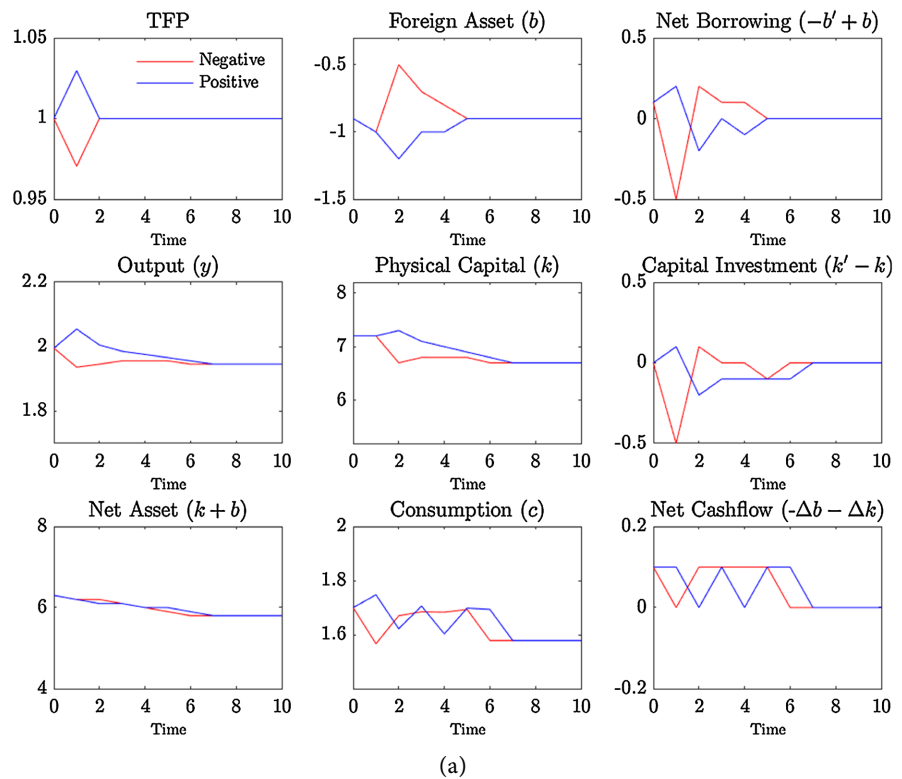 TFP
1.05
1
0.95
Negative
Positive
0 2 4 6 8 10
Time
Foreign Asset (b)
-0.5
-1
-1.5
0 2 4 6 8 10
Time
Net Borrowing (−b′ + b)
0.5
0
-0.5
0 2 4 6 8 10
Time
Output (y)
2.2
2
1.8
0 2 4 6 8 10
Time
Physical Capital (k)
8
7
6
0 2 4 6 8 10
Time
Capital Investment (k′ − k)
0.5
0
-0.5
0 2 4 6 8 10
Time
Net Asset (k + b)
8
6
4
0 2 4 6 8 10
Time
Consumption (c)
2
1.8
1.6
0 2 4 6 8 10
Time
Net Cashflow (-Δb − Δk)
0.2
0
-0.2
0 2 4 6 8 10
Time
(a)